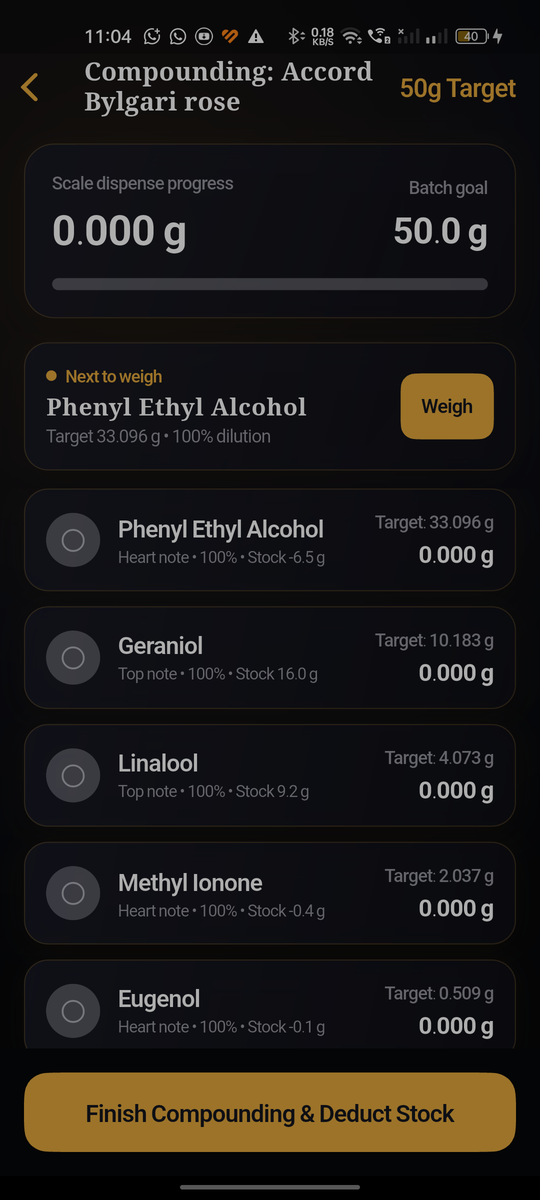 11:04
0.18 KB/S
40
Compounding: Accord
Bylgari rose
50g Target
Scale dispense progress
Batch goal
0.000 g
50.0 g
Next to weigh
Phenyl Ethyl Alcohol
Target 33.096 g • 100% dilution
Weigh
Phenyl Ethyl Alcohol
Heart note • 100% • Stock -6.5 g
Target: 33.096 g
0.000 g
Geraniol
Top note • 100% • Stock 16.0 g
Target: 10.183 g
0.000 g
Linalool
Top note • 100% • Stock 9.2 g
Target: 4.073 g
0.000 g
Methyl Ionone
Heart note • 100% • Stock -0.4 g
Target: 2.037 g
0.000 g
Eugenol
Heart note • 100% • Stock -0.1 g
Target: 0.509 g
0.000 g
Finish Compounding & Deduct Stock